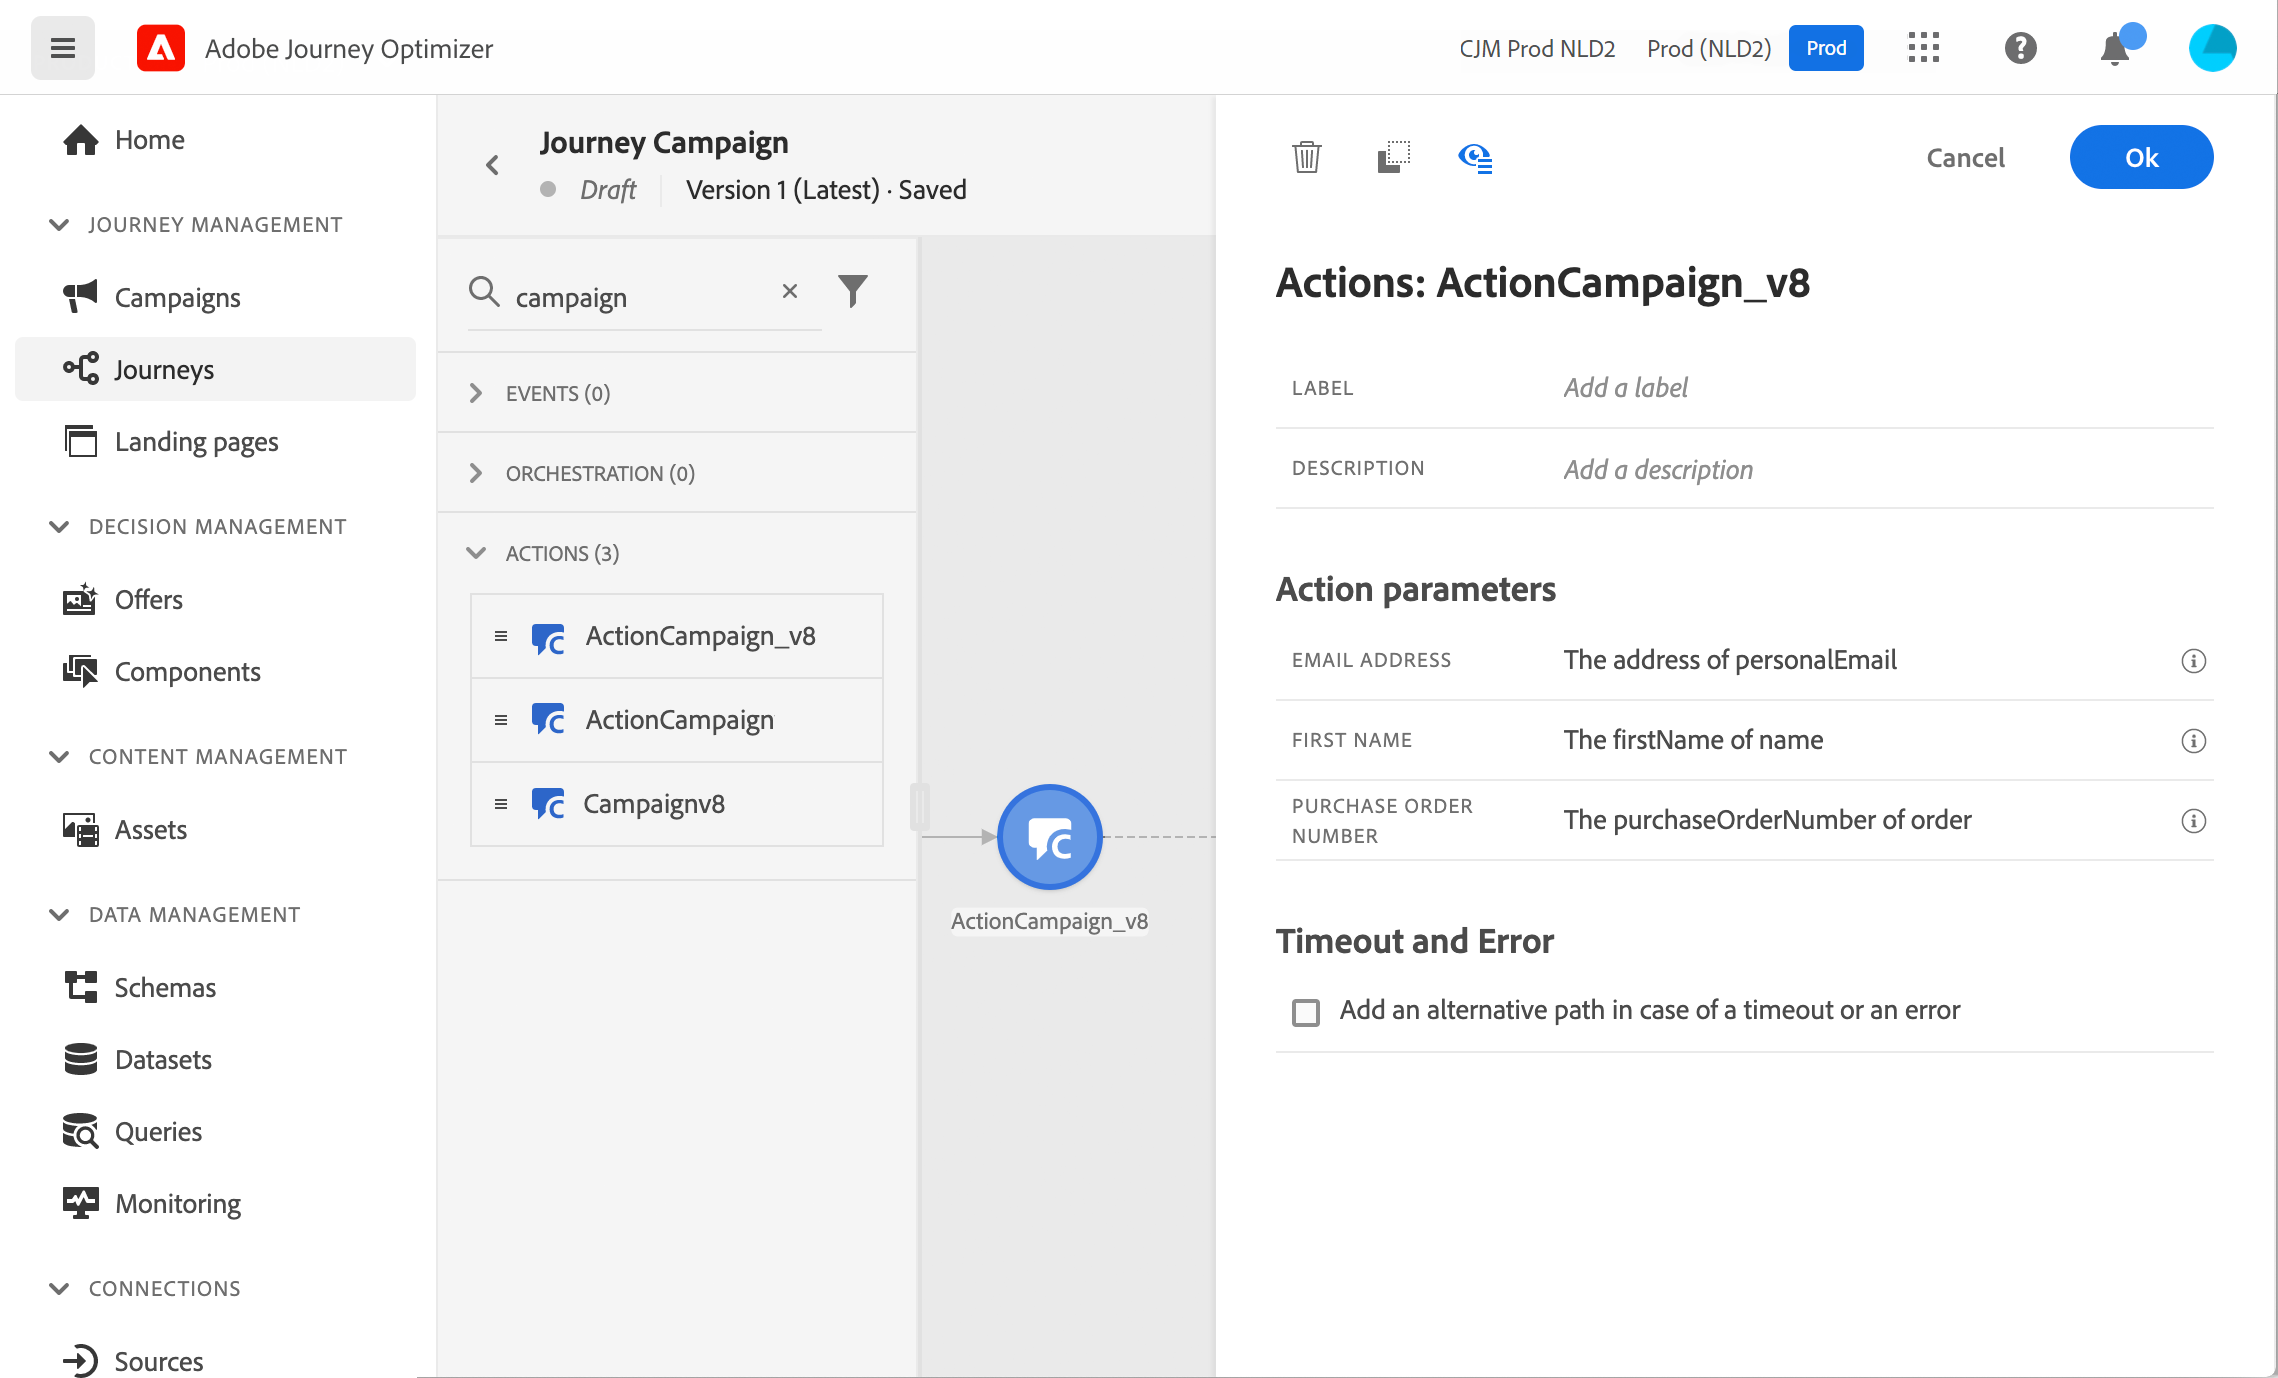 Adobe Journey Optimizer
CJM Prod NLD2
Prod (NLD2)
Prod
Home
JOURNEY MANAGEMENT
Campaigns
Journeys
Landing pages
DECISION MANAGEMENT
Offers
Components
CONTENT MANAGEMENT
Assets
DATA MANAGEMENT
Schemas
Datasets
Queries
Monitoring
CONNECTIONS
Sources
Journey Campaign
Draft
Version 1 (Latest) · Saved
campaign
EVENTS (0)
ORCHESTRATION (0)
ACTIONS (3)
ActionCampaign_v8
ActionCampaign
Campaignv8
ActionCampaign_v8
Cancel
Ok
Actions: ActionCampaign_v8
LABEL
Add a label
DESCRIPTION
Add a description
Action parameters
EMAIL ADDRESS
The address of personalEmail
FIRST NAME
The firstName of name
PURCHASE ORDER
NUMBER
The purchaseOrderNumber of order
Timeout and Error
Add an alternative path in case of a timeout or an error